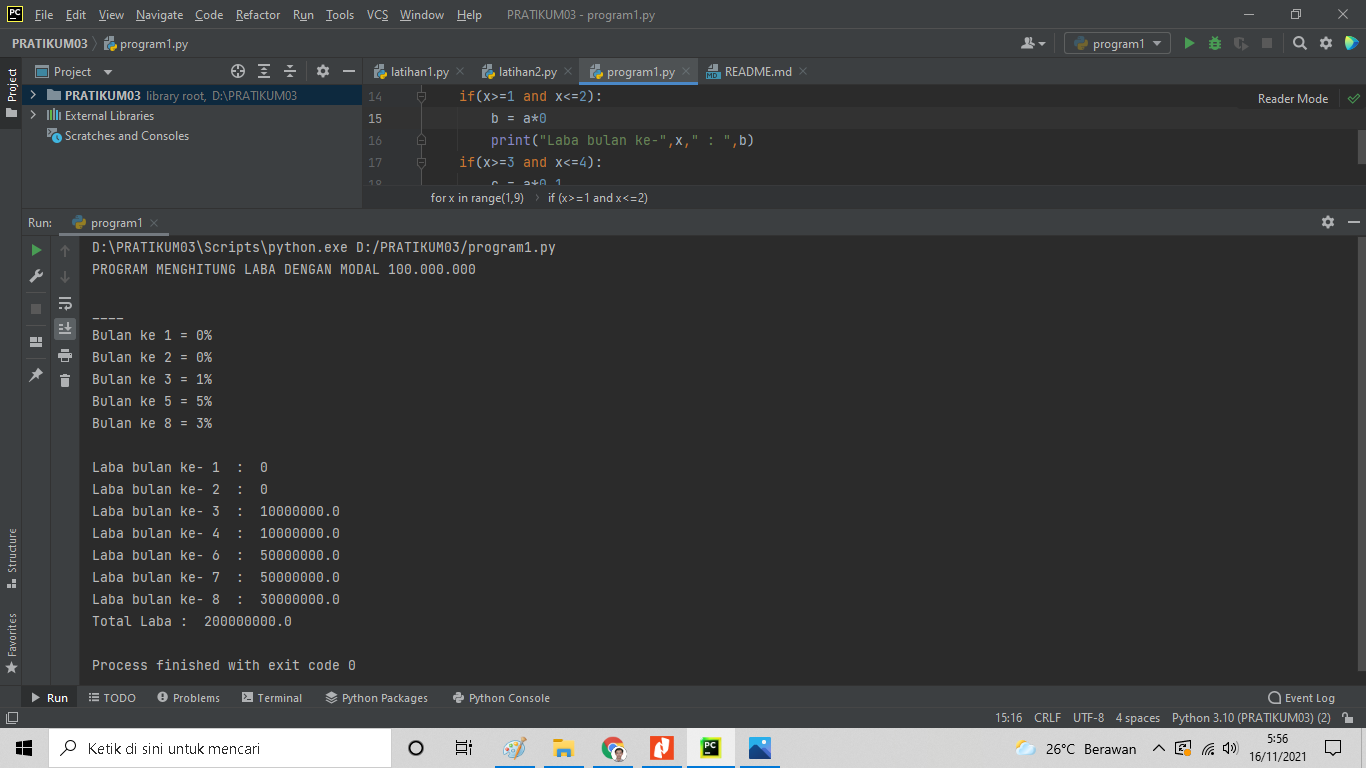 PC File Edit View Navigate Code Refactor Run Tools VCS Window Help PRATIKUM03 - program1.py
PRATIKUM03 program1.py program1
Project latihan1.py latihan2.py program1.py README.md
Project
PRATIKUM03 library root, D:\PRATIKUM03
External Libraries
Scratches and Consoles
Reader Mode
14 if(x>=1 and x<=2):
15 b = a*0
16 print("Laba bulan ke-",x," : ",b)
17 if(x>=3 and x<=4):
18 c = a*0.1
for x in range(1,9) if (x>=1 and x<=2)
Run: program1
D:\PRATIKUM03\Scripts\python.exe D:/PRATIKUM03/program1.py
PROGRAM MENGHITUNG LABA DENGAN MODAL 100.000.000
____
Bulan ke 1 = 0%
Bulan ke 2 = 0%
Bulan ke 3 = 1%
Bulan ke 5 = 5%
Bulan ke 8 = 3%
Laba bulan ke- 1 : 0
Laba bulan ke- 2 : 0
Laba bulan ke- 3 : 10000000.0
Laba bulan ke- 4 : 10000000.0
Laba bulan ke- 6 : 50000000.0
Laba bulan ke- 7 : 50000000.0
Laba bulan ke- 8 : 30000000.0
Total Laba : 200000000.0
Process finished with exit code 0
Structure
Favorites
Run TODO Problems Terminal Python Packages Python Console Event Log
15:16 CRLF UTF-8 4 spaces Python 3.10 (PRATIKUM03) (2)
Ketik di sini untuk mencari PC 26°C Berawan 5:56
16/11/2021